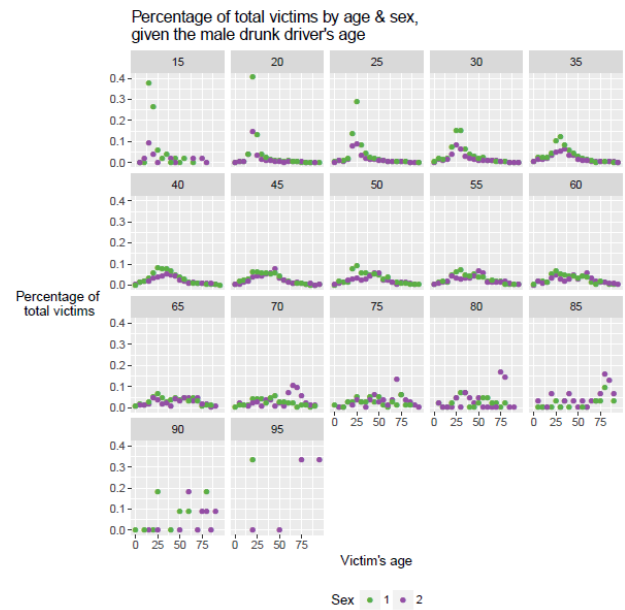 Percentage of total victims by age & sex,
given the male drunk driver's age
15 20 25 30 35
0.4
0.3
0.2
0.1
0.0
40 45 50 55 60
0.4
0.3
0.2
0.1
0.0
Percentage of
total victims
65 70 75 80 85
0.4
0.3
0.2
0.1
0.0
0 25 50 75 0 25 50 75 0 25 50 75
90 95
0.4
0.3
0.2
0.1
0.0
0 25 50 75 0 25 50 75
Victim's age
Sex 1 2